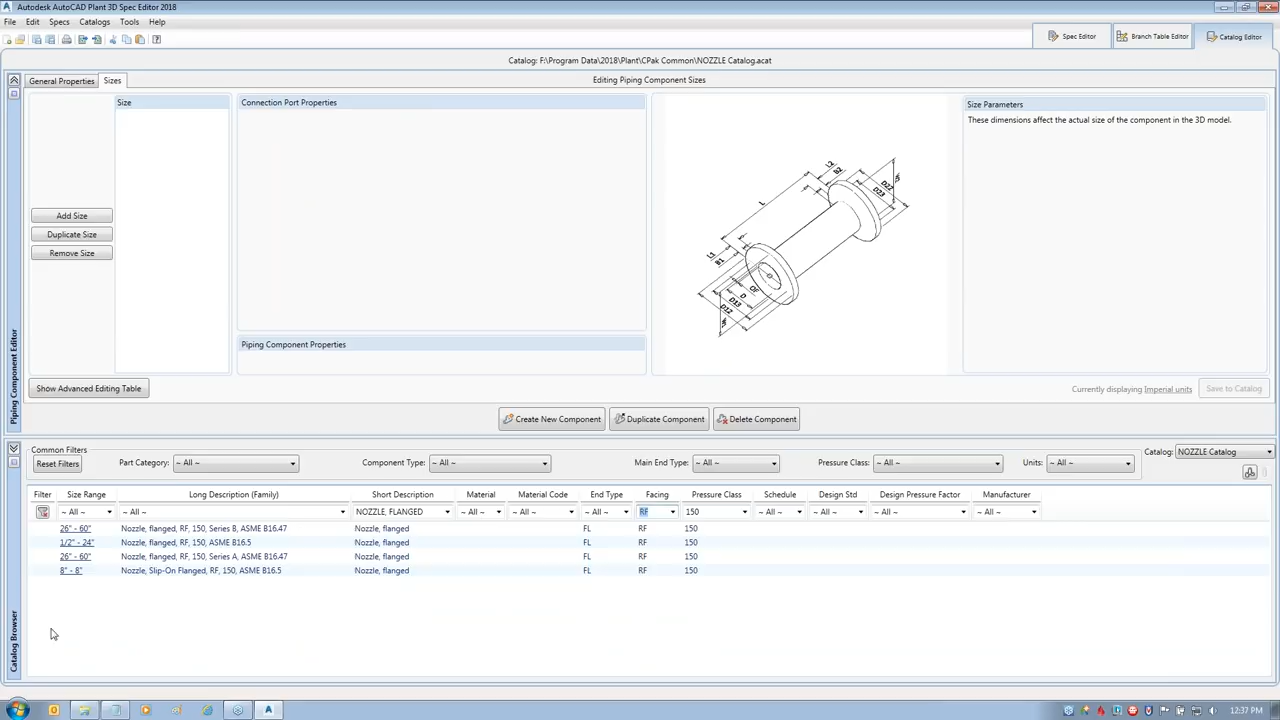 Autodesk AutoCAD Plant 3D Spec Editor 2018
File Edit Specs Catalogs Tools Help
Spec Editor Branch Table Editor Catalog Editor
Catalog: F:\Program Data\2018\Plant\CPak Common\NOZZLE Catalog.acat
General Properties Sizes Editing Piping Component Sizes
Size Connection Port Properties Size Parameters
These dimensions affect the actual size of the component in the 3D model.
Add Size
Duplicate Size
Remove Size
Piping Component Properties
Piping Component Editor
L
D
Show Advanced Editing Table Currently displaying Imperial units Save to Catalog
Create New Component Duplicate Component Delete Component
Common Filters Catalog: NOZZLE Catalog
Reset Filters Part Category: ~ All ~ Component Type: ~ All ~ Main End Type: ~ All ~ Pressure Class: ~ All ~ Units: ~ All ~
Filter Size Range Long Description (Family) Short Description Material Material Code End Type Facing Pressure Class Schedule Design Std Design Pressure Factor Manufacturer
~ All ~ ~ All ~ NOZZLE, FLANGED ~ All ~ ~ All ~ ~ All ~ RF 150 ~ All ~ ~ All ~ ~ All ~ ~ All ~
26" - 60" Nozzle, flanged, RF, 150, Series B, ASME B16.47 Nozzle, flanged FL RF 150
1/2" - 24" Nozzle, flanged, RF, 150, ASME B16.5 Nozzle, flanged FL RF 150
26" - 60" Nozzle, flanged, RF, 150, Series A, ASME B16.47 Nozzle, flanged FL RF 150
8" - 8" Nozzle, Slip-On Flanged, RF, 150, ASME B16.5 Nozzle, flanged FL RF 150
Catalog Browser
12:37 PM